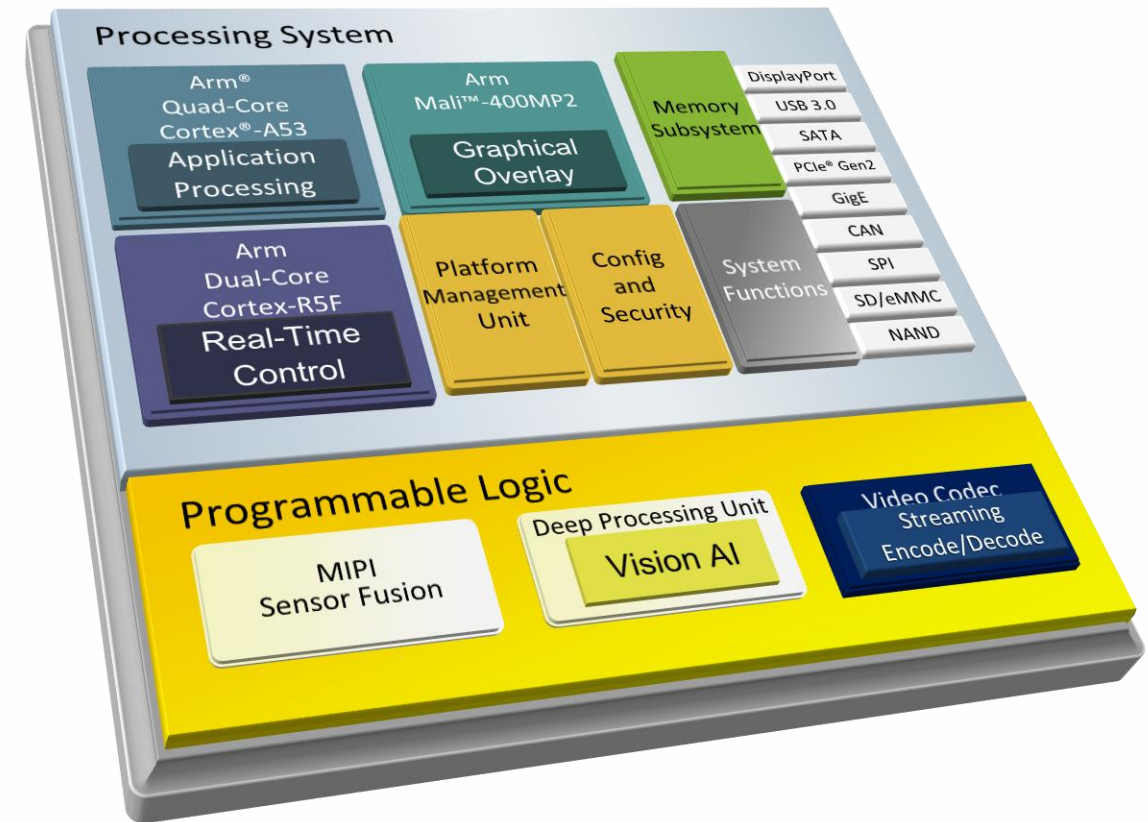 Processing System
Arm®
Quad-Core
Cortex®-A53
Application
Processing
Arm
Mali™-400MP2
Graphical
Overlay
Memory
Subsystem
DisplayPort
USB 3.0
SATA
PCIe® Gen2
GigE
CAN
SPI
SD/eMMC
NAND
Arm
Dual-Core
Cortex-R5F
Real-Time
Control
Platform
Management
Unit
Config
and
Security
System
Functions
Programmable Logic
MIPI
Sensor Fusion
Deep Processing Unit
Vision AI
Video Codec
Streaming
Encode/Decode